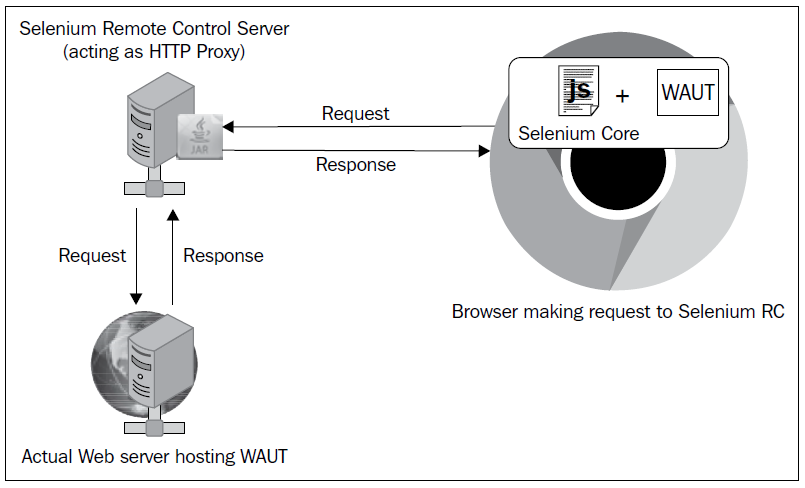 Selenium Remote Control Server
(acting as HTTP Proxy)
JAR
Request
Response
js
+
WAUT
Selenium Core
Request
Response
Browser making request to Selenium RC
Actual Web server hosting WAUT